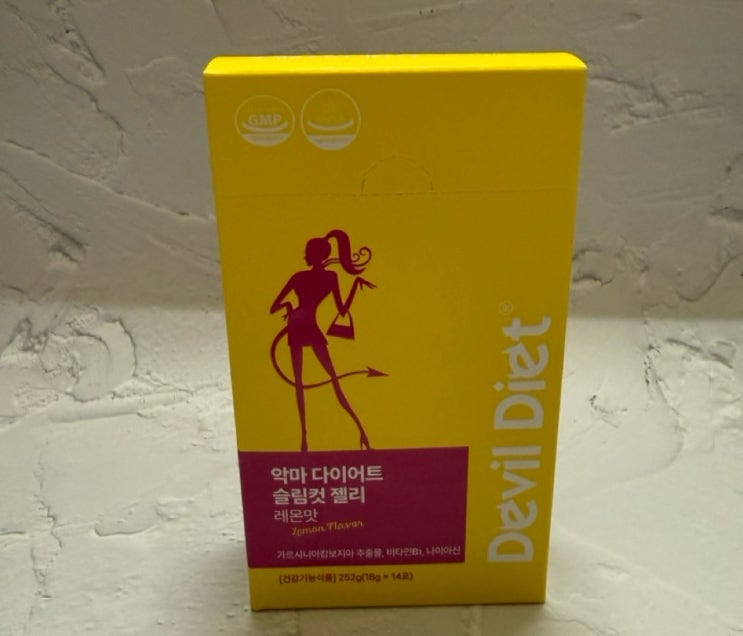 GMP
Devil Diet®
악마 다이어트
슬림컷 젤리
레몬맛
Lemon Flavor
가르시니아캄보지아 추출물, 비타민B1, 나이아신
[건강기능식품] 252g(18g × 14포)